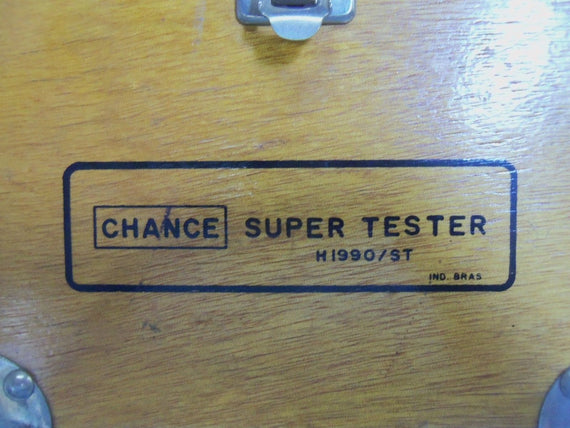 CHANCE SUPER TESTER
H1990/ST
IND. BRAS.